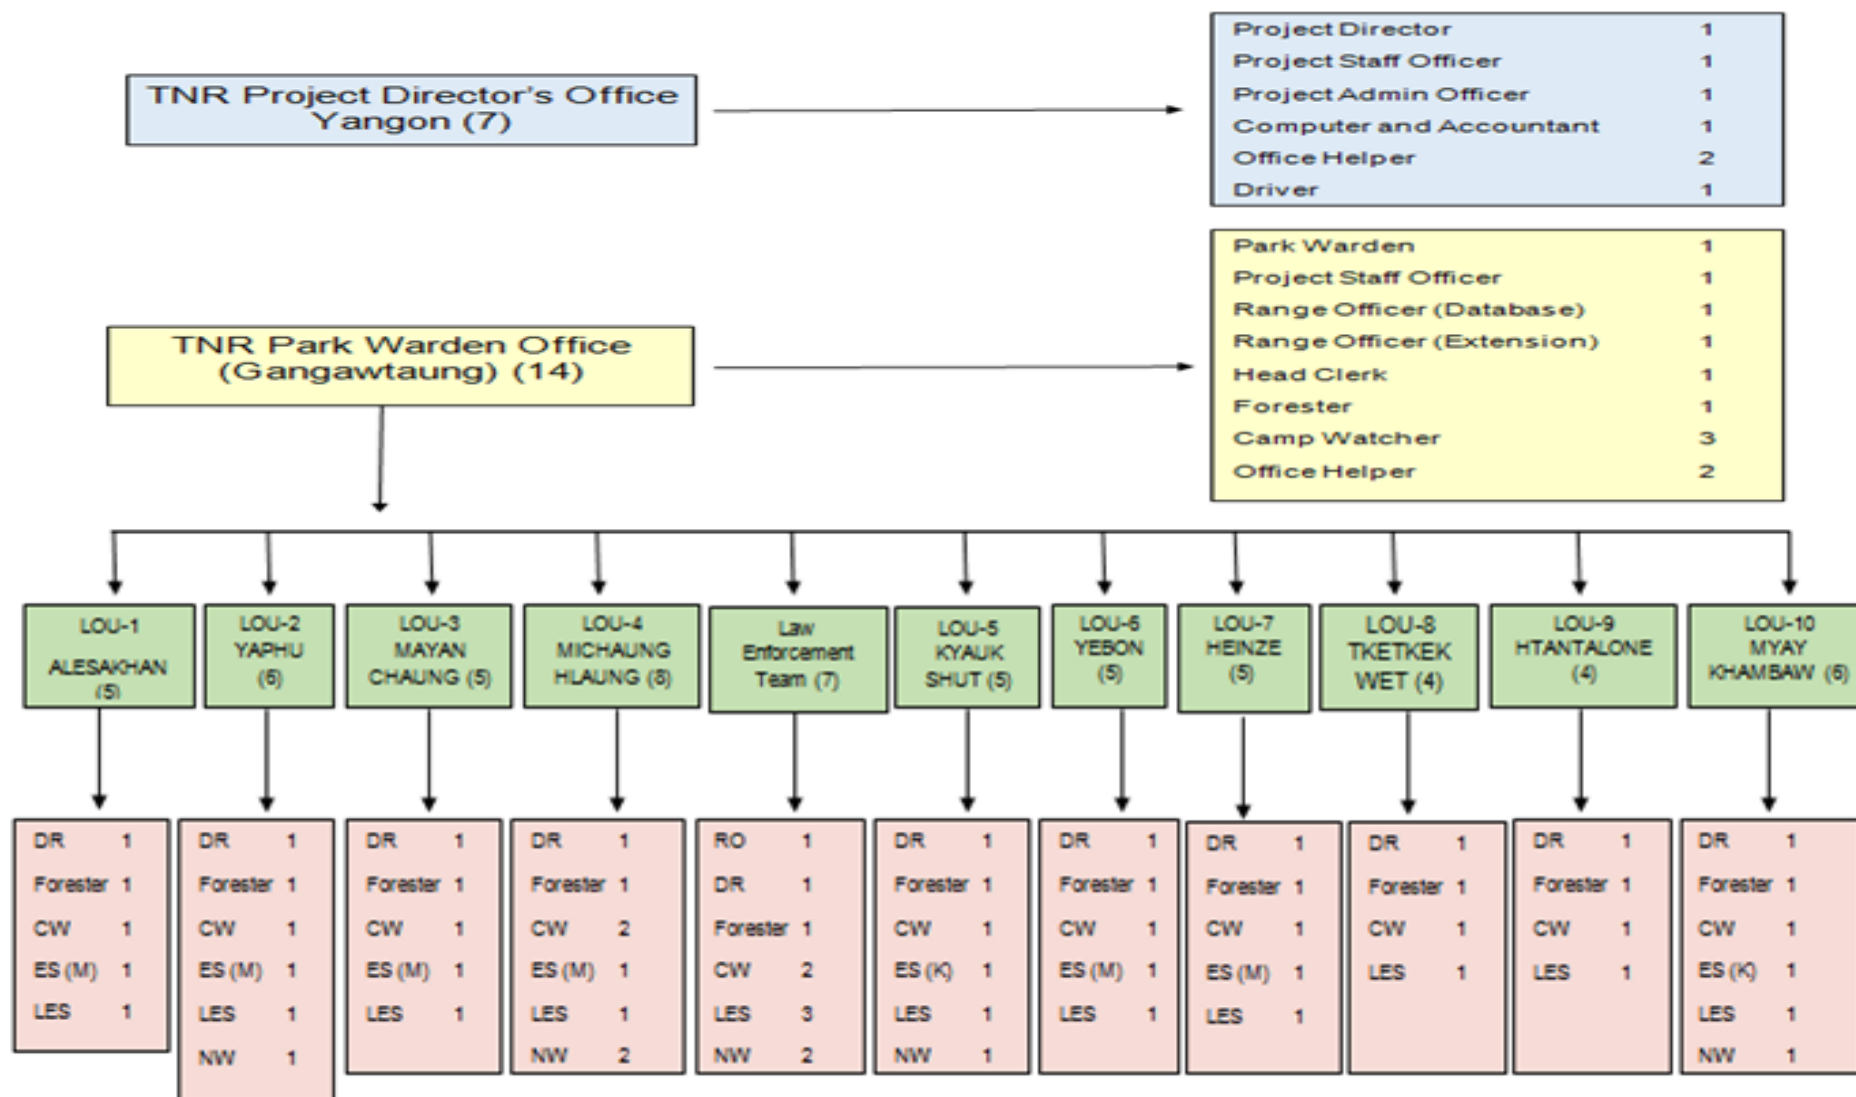 TNR Project Director's Office
Yangon (7)
Project Director 1
Project Staff Officer 1
Project Admin Officer 1
Computer and Accountant 1
Office Helper 2
Driver 1
TNR Park Warden Office
(Gangawtaung) (14)
Park Warden 1
Project Staff Officer 1
Range Officer (Database) 1
Range Officer (Extension) 1
Head Clerk 1
Forester 1
Camp Watcher 3
Office Helper 2
LOU-1
ALESAKHAN
(5)
LOU-2
YAPHU
(6)
LOU-3
MAYAN
CHAUNG (5)
LOU-4
MICHAUNG
HLAUNG (8)
Law
Enforcement
Team (7)
LOU-5
KYAUK
SHUT (5)
LOU-6
YEBON
(5)
LOU-7
HEINZE
(5)
LOU-8
TKETKEK
WET (4)
LOU-9
HTANTALONE
(4)
LOU-10
MYAY
KHAMBAW (6)
DR 1
Forester 1
CW 1
ES (M) 1
LES 1
DR 1
Forester 1
CW 1
ES (M) 1
LES 1
NW 1
DR 1
Forester 1
CW 1
ES (M) 1
LES 1
DR 1
Forester 1
CW 2
ES (M) 1
LES 1
NW 2
RO 1
DR 1
Forester 1
CW 2
LES 3
NW 2
DR 1
Forester 1
CW 1
ES (K) 1
LES 1
NW 1
DR 1
Forester 1
CW 1
ES (M) 1
LES 1
DR 1
Forester 1
CW 1
ES (M) 1
LES 1
DR 1
Forester 1
CW 1
LES 1
DR 1
Forester 1
CW 1
LES 1
DR 1
Forester 1
CW 1
ES (K) 1
LES 1
NW 1